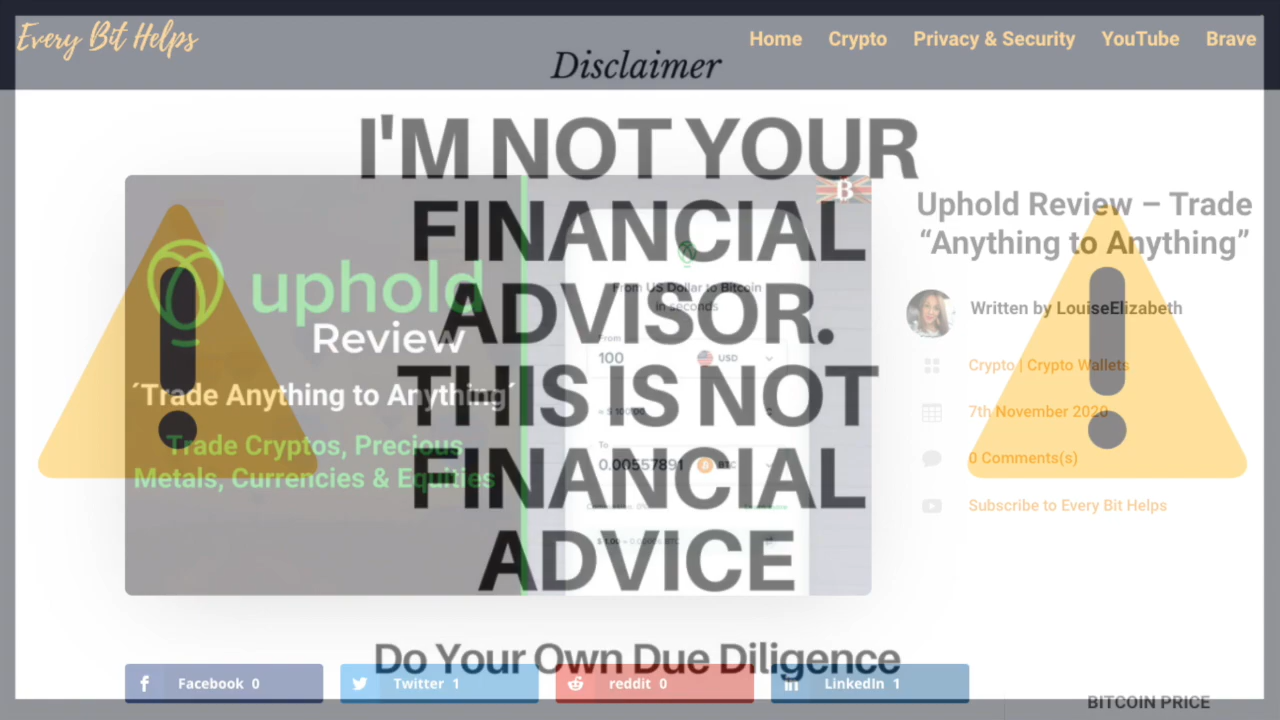 Every Bit Helps
Home Crypto Privacy & Security YouTube Brave
Disclaimer
I'M NOT YOUR
FINANCIAL
ADVISOR.
THIS IS NOT
FINANCIAL
ADVICE
Do Your Own Due Diligence
uphold
Review
´Trade Anything to Anything´
Trade Cryptos, Precious
Metals, Currencies & Equities
B
From US Dollar to Bitcoin
in seconds
From
100 USD
To
0.00557891 BTC
Uphold Review – Trade
“Anything to Anything”
Written by LouiseElizabeth
Crypto | Crypto Wallets
7th November 2020
0 Comments(s)
Subscribe to Every Bit Helps
Facebook 0
Twitter 1
reddit 0
LinkedIn 1
BITCOIN PRICE